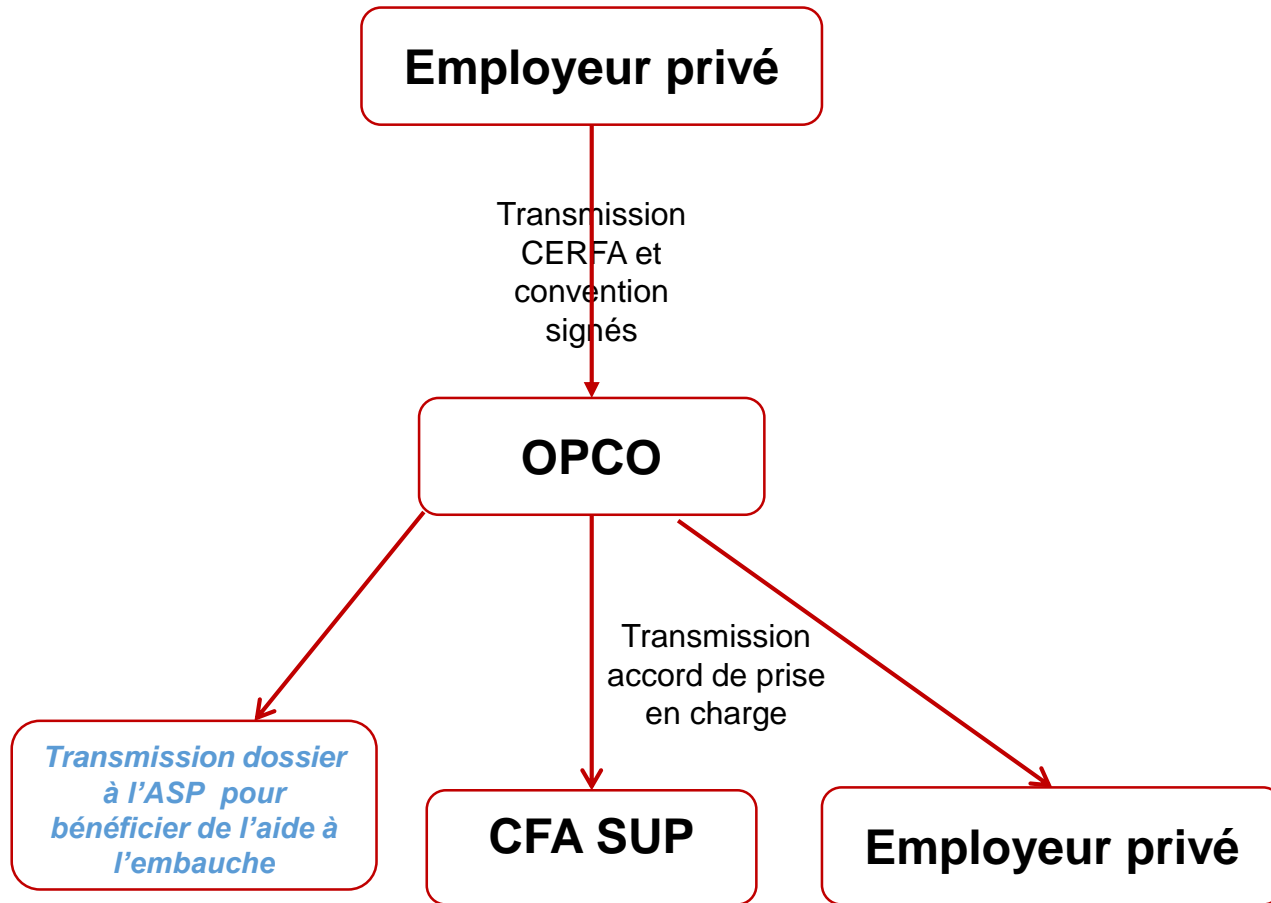 Employeur privé
Transmission
CERFA et
convention
signés
OPCO
Transmission
accord de prise
en charge
Transmission dossier
à l’ASP pour
bénéficier de l’aide à
l’embauche
CFA SUP
Employeur privé